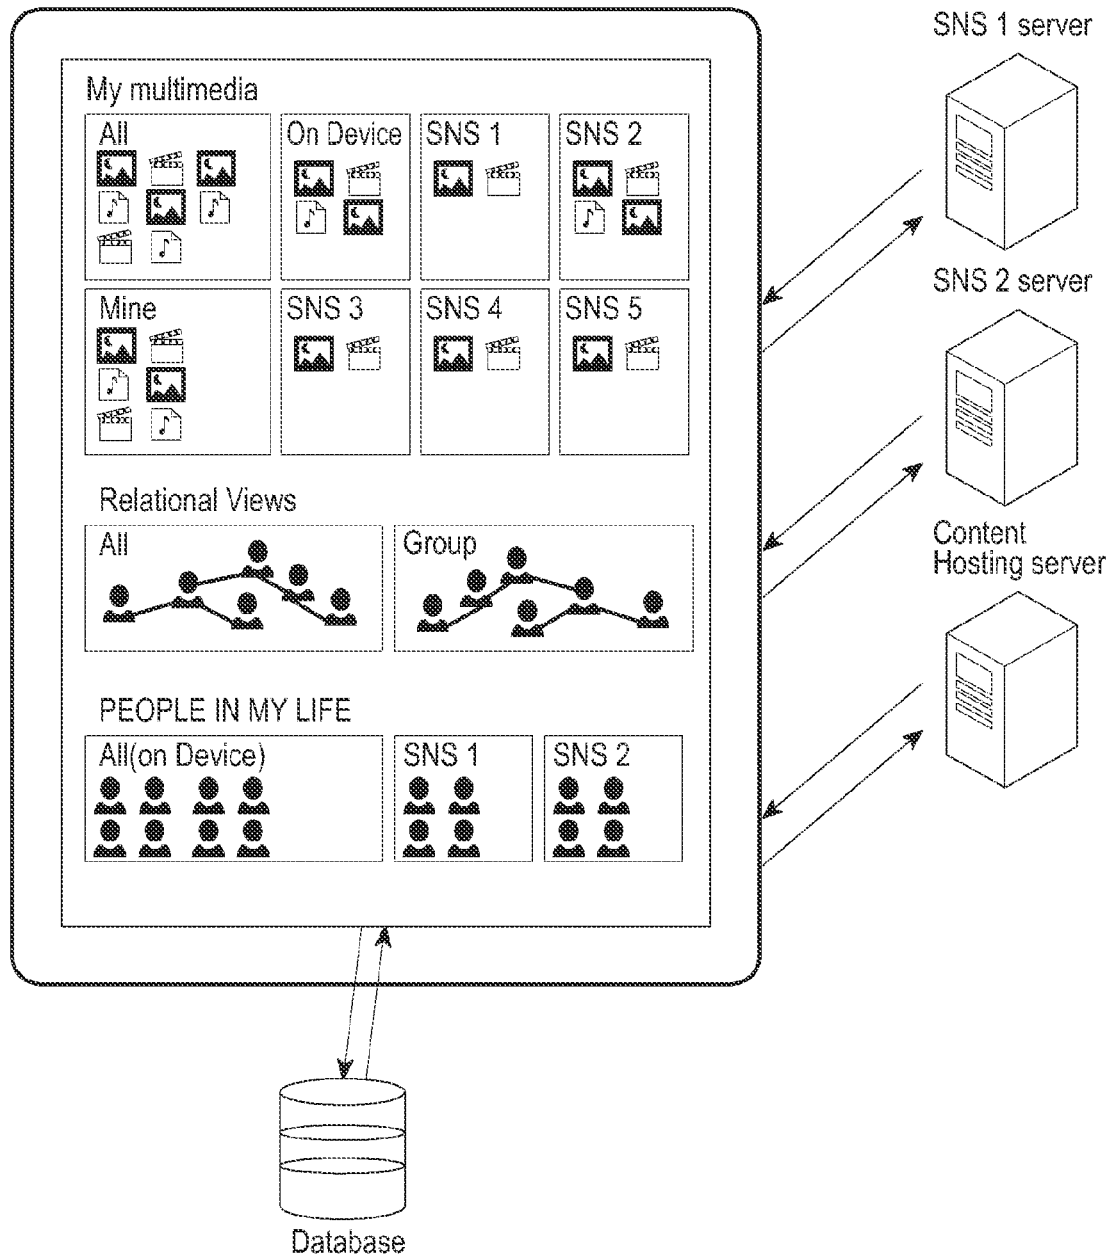 My multimedia
All
On Device
SNS 1
SNS 2
Mine
SNS 3
SNS 4
SNS 5
Relational Views
All
Group
PEOPLE IN MY LIFE
All(on Device)
SNS 1
SNS 2
SNS 1 server
SNS 2 server
Content
Hosting server
Database